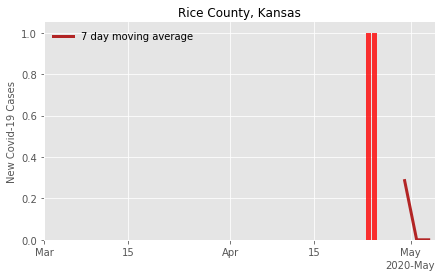 Rice County, Kansas
7 day moving average
New Covid-19 Cases
1.0
0.8
0.6
0.4
0.2
0.0
Mar
15
Apr
15
May
2020-May